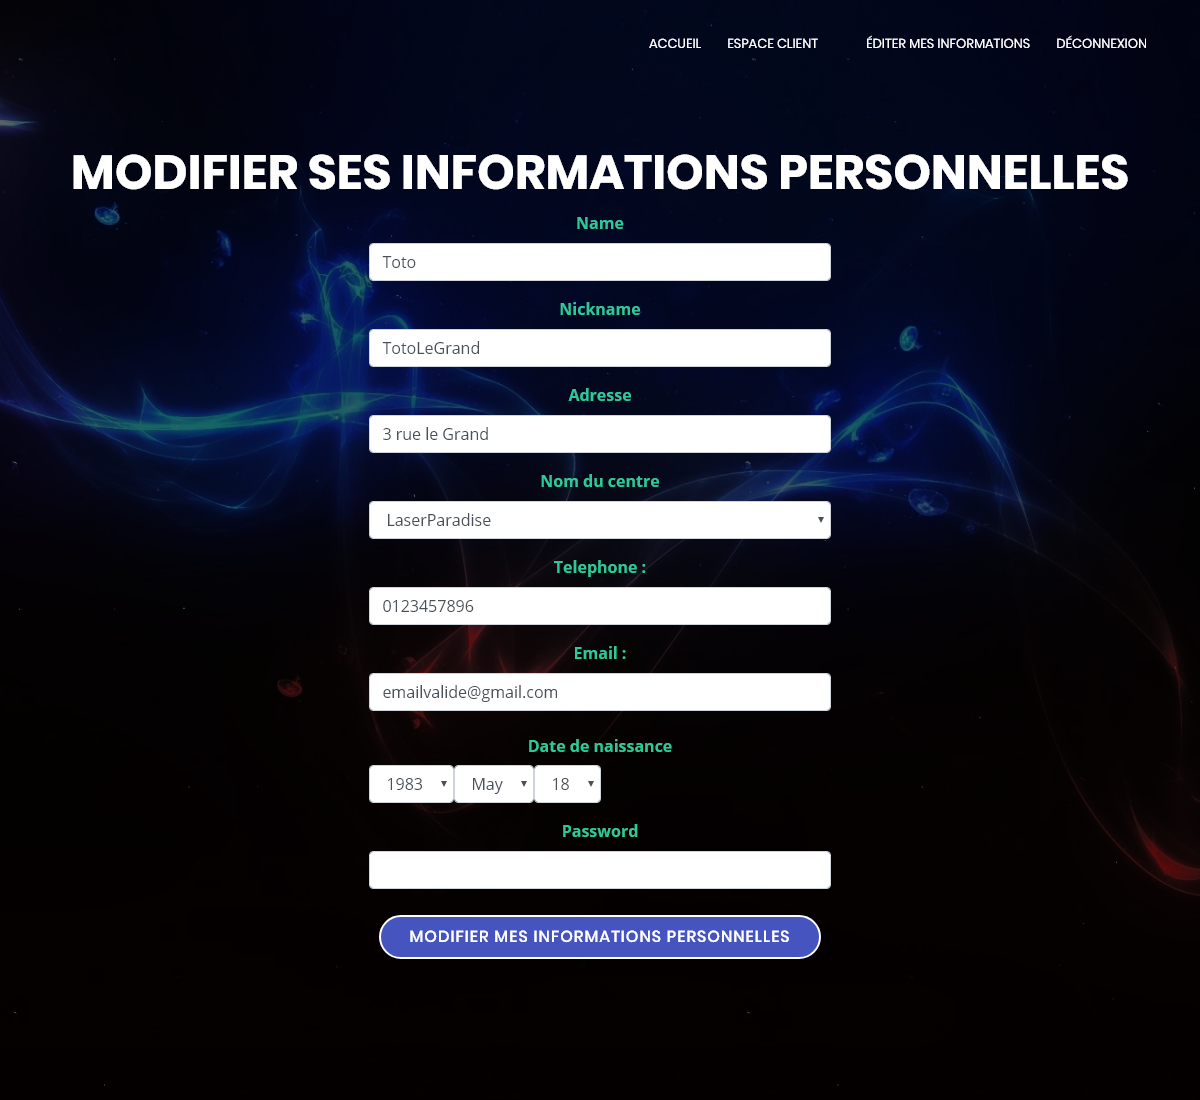 ACCUEIL ESPACE CLIENT ÉDITER MES INFORMATIONS DÉCONNEXION
MODIFIER SES INFORMATIONS PERSONNELLES
Name
Toto
Nickname
TotoLeGrand
Adresse
3 rue le Grand
Nom du centre
LaserParadise
Telephone :
0123457896
Email :
emailvalide@gmail.com
Date de naissance
1983 May 18
Password
MODIFIER MES INFORMATIONS PERSONNELLES